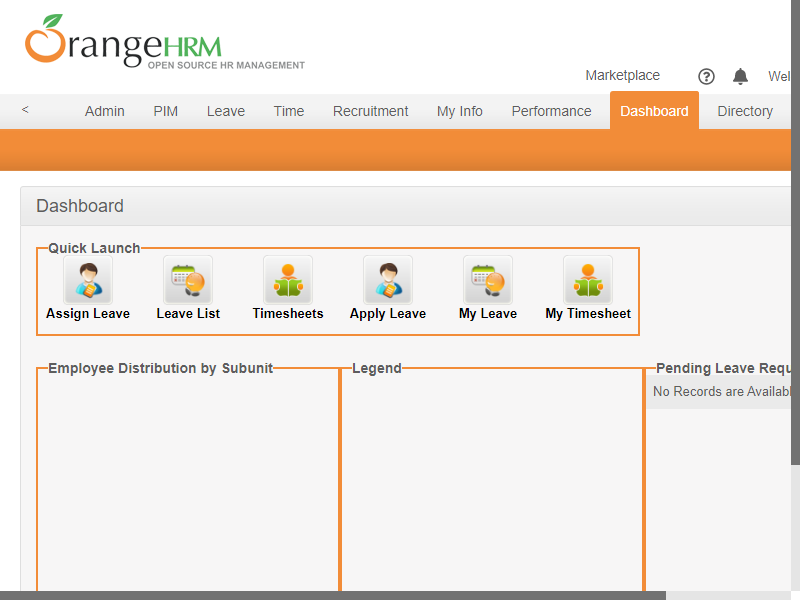 OrangeHRM
OPEN SOURCE HR MANAGEMENT
Marketplace ? Wel
< Admin PIM Leave Time Recruitment My Info Performance Dashboard Directory
Dashboard
Quick Launch
Assign Leave Leave List Timesheets Apply Leave My Leave My Timesheet
Employee Distribution by Subunit Legend Pending Leave Requ
No Records are Availabl